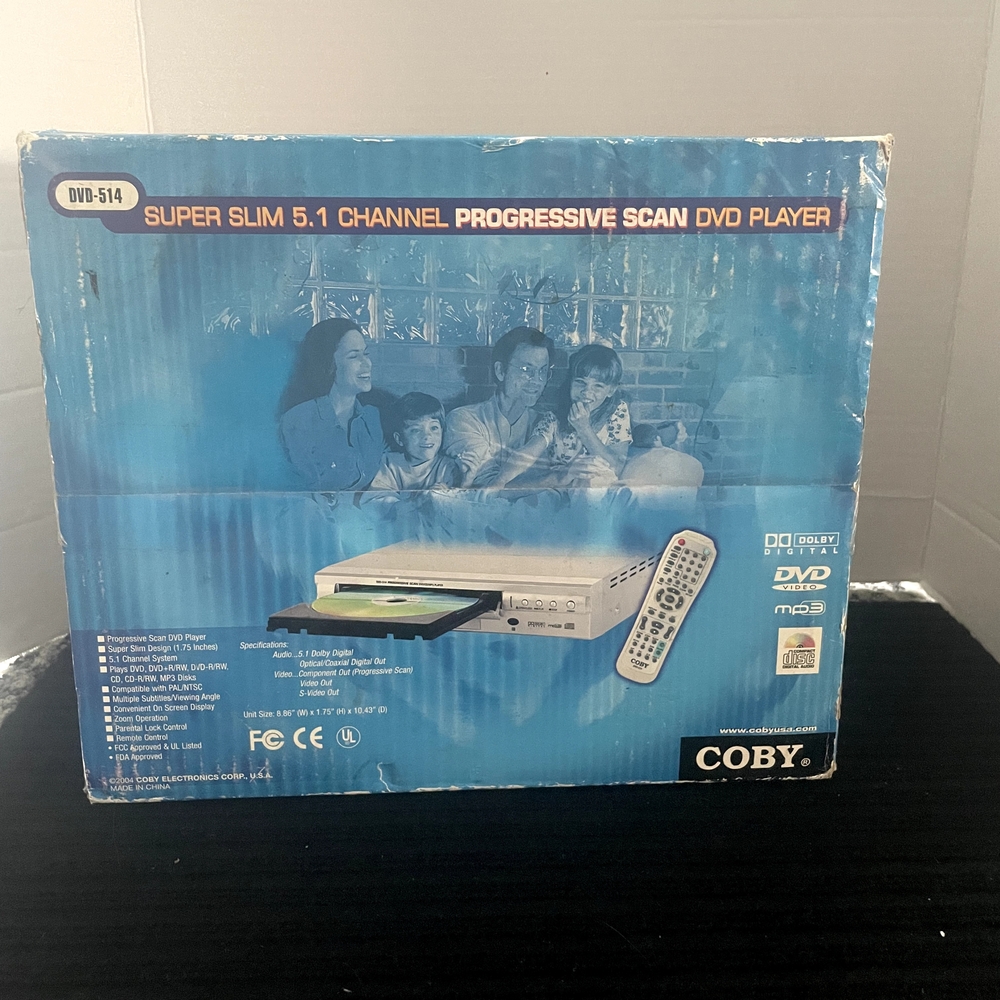 DVD-514
SUPER SLIM 5.1 CHANNEL PROGRESSIVE SCAN DVD PLAYER
DOLBY
DIGITAL
DVD
VIDEO
mp3
COMPACT
disc
DIGITAL AUDIO
COBY
Progressive Scan DVD Player
Super Slim Design (1.75 Inches)
5.1 Channel System
Plays DVD, DVD+R/RW, DVD-R/RW,
CD, CD-R/RW, MP3 Disks
Compatible with PAL/NTSC
Multiple Subtitles/Viewing Angle
Convenient On Screen Display
Zoom Operation
Parental Lock Control
Remote Control
• FCC Approved & UL Listed
• FDA Approved
Specifications:
Audio...5.1 Dolby Digital
Optical/Coaxial Digital Out
Video...Component Out (Progressive Scan)
Video Out
S-Video Out
Unit Size: 8.86" (W) x 1.75" (H) x 10.43" (D)
FC CE UL
www.cobyusa.com
COBY®
©2004 COBY ELECTRONICS CORP., U.S.A.
MADE IN CHINA